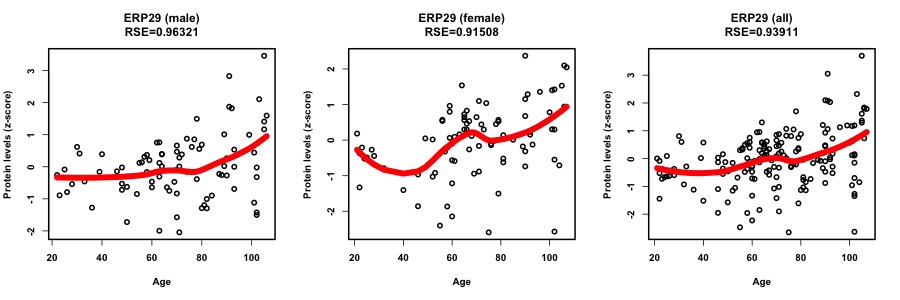 ERP29 (male)
RSE=0.96321
Protein levels (z-score)
3
2
1
0
-1
-2
20 40 60 80 100
Age
ERP29 (female)
RSE=0.91508
Protein levels (z-score)
2
1
0
-1
-2
20 40 60 80 100
Age
ERP29 (all)
RSE=0.93911
Protein levels (z-score)
3
2
1
0
-1
-2
20 40 60 80 100
Age